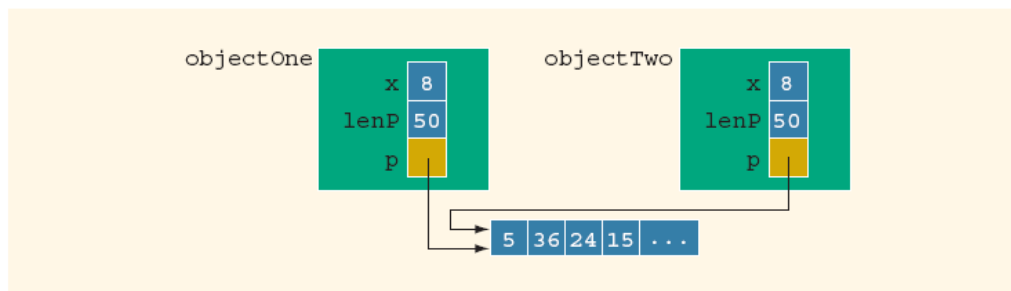 objectOne objectTwo
x 8 x 8
lenP 50 lenP 50
p p
5 36 24 15 ...